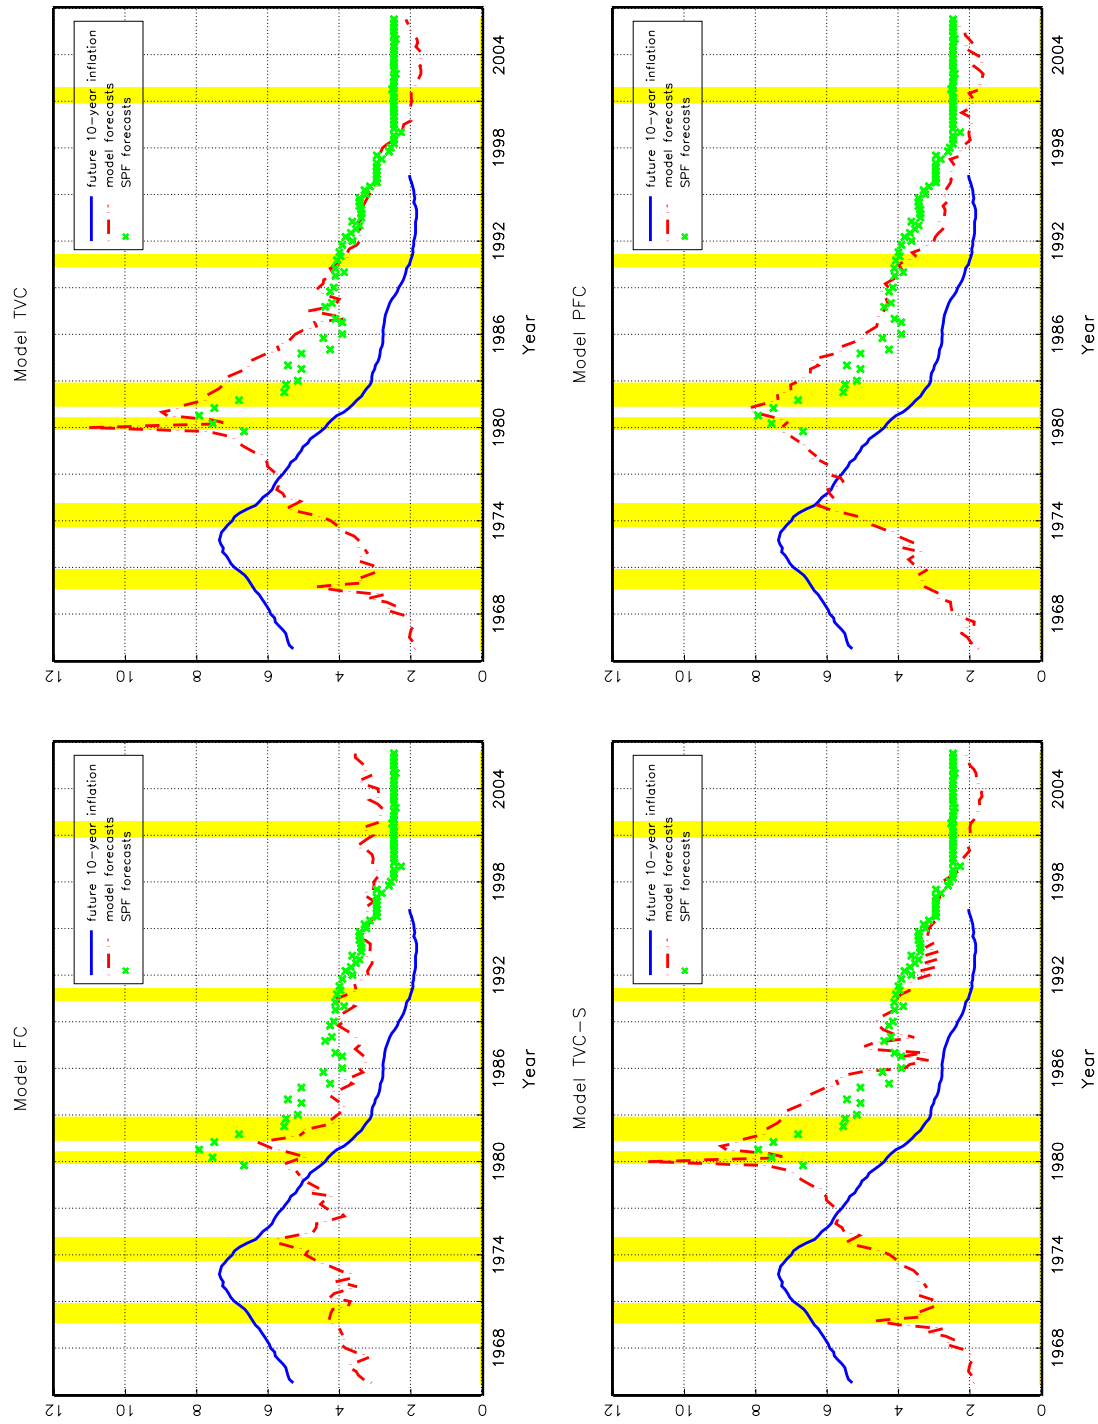 Model FC
future 10-year inflation
model forecasts
SPF forecasts
12
10
8
6
4
2
0
1968 1974 1980 1986 1992 1998 2004
Year
Model TVC
future 10-year inflation
model forecasts
SPF forecasts
12
10
8
6
4
2
0
1968 1974 1980 1986 1992 1998 2004
Year
Model TVC-S
future 10-year inflation
model forecasts
SPF forecasts
12
10
8
6
4
2
0
1968 1974 1980 1986 1992 1998 2004
Year
Model PFC
future 10-year inflation
model forecasts
SPF forecasts
12
10
8
6
4
2
0
1968 1974 1980 1986 1992 1998 2004
Year